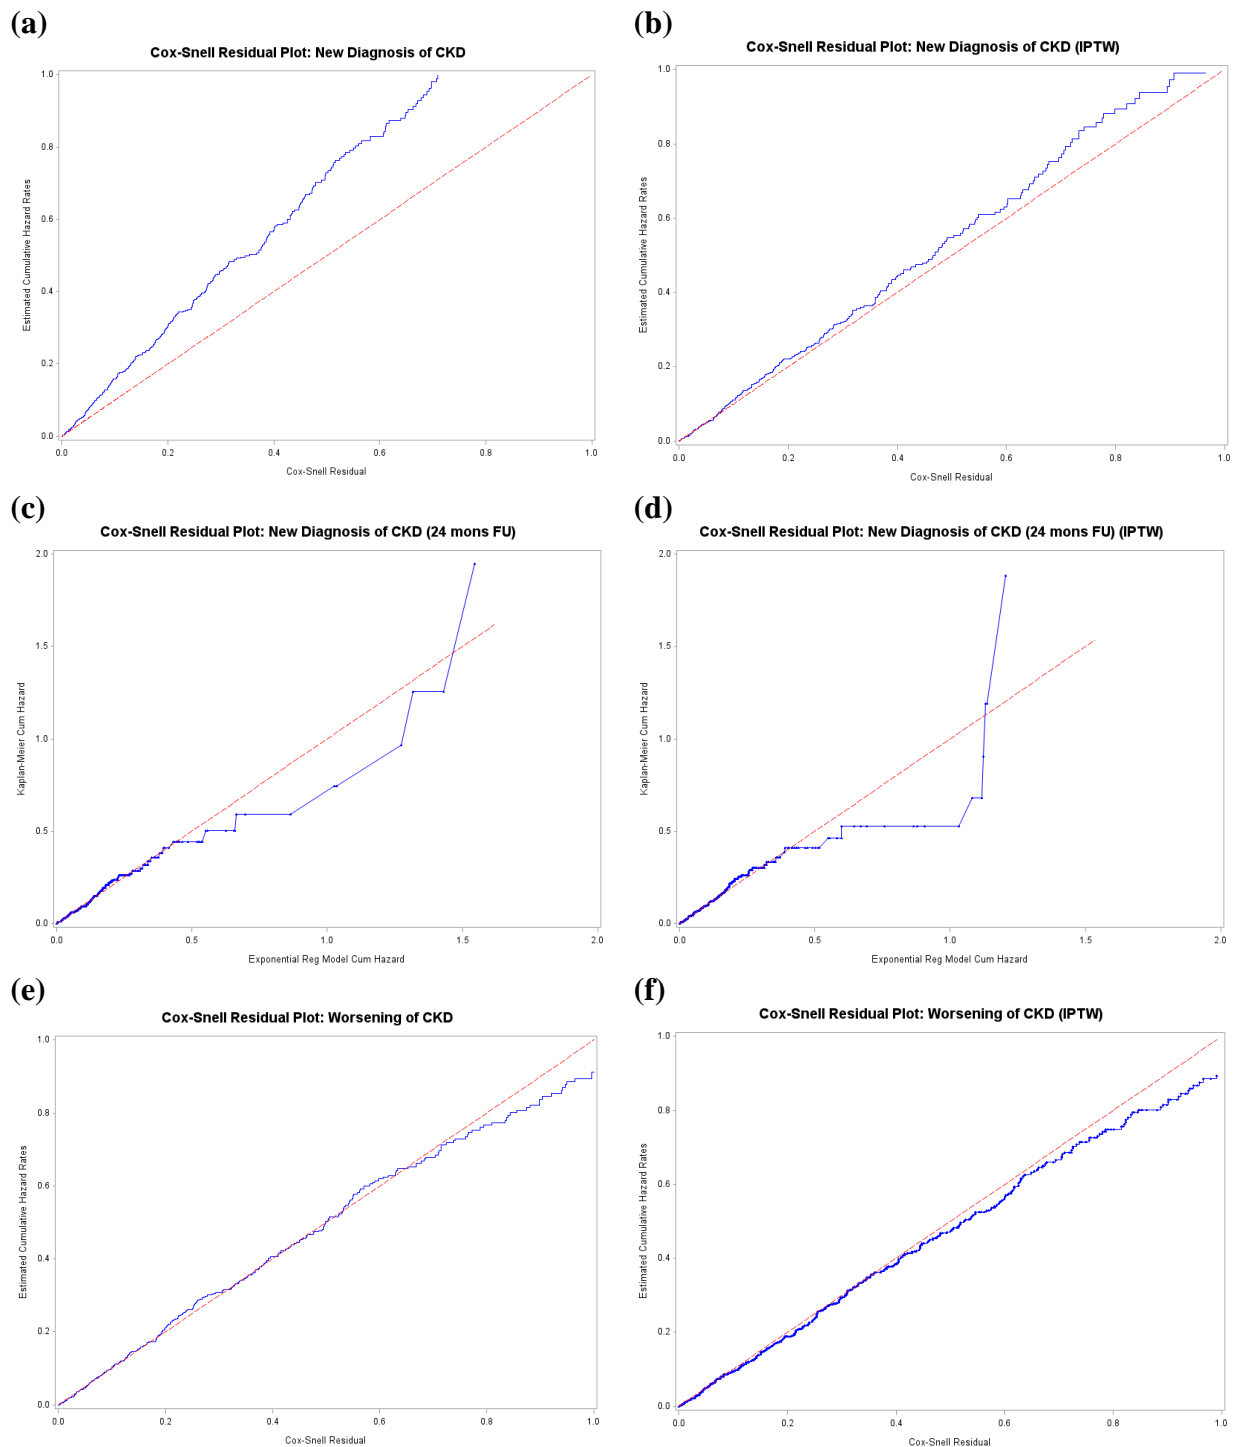 (a)
Cox-Snell Residual Plot: New Diagnosis of CKD
Estimated Cumulative Hazard Rates
1.0
0.8
0.6
0.4
0.2
0.0
0.0 0.2 0.4 0.6 0.8 1.0
Cox-Snell Residual
(b)
Cox-Snell Residual Plot: New Diagnosis of CKD (IPTW)
Estimated Cumulative Hazard Rates
1.0
0.8
0.6
0.4
0.2
0.0
0.0 0.2 0.4 0.6 0.8 1.0
Cox-Snell Residual
(c)
Cox-Snell Residual Plot: New Diagnosis of CKD (24 mons FU)
Kaplan-Meier Cum Hazard
2.0
1.5
1.0
0.5
0.0
0.0 0.5 1.0 1.5 2.0
Exponential Reg Model Cum Hazard
(d)
Cox-Snell Residual Plot: New Diagnosis of CKD (24 mons FU) (IPTW)
Kaplan-Meier Cum Hazard
2.0
1.5
1.0
0.5
0.0
0.0 0.5 1.0 1.5 2.0
Exponential Reg Model Cum Hazard
(e)
Cox-Snell Residual Plot: Worsening of CKD
Estimated Cumulative Hazard Rates
1.0
0.8
0.6
0.4
0.2
0.0
0.0 0.2 0.4 0.6 0.8 1.0
Cox-Snell Residual
(f)
Cox-Snell Residual Plot: Worsening of CKD (IPTW)
Estimated Cumulative Hazard Rates
1.0
0.8
0.6
0.4
0.2
0.0
0.0 0.2 0.4 0.6 0.8 1.0
Cox-Snell Residual